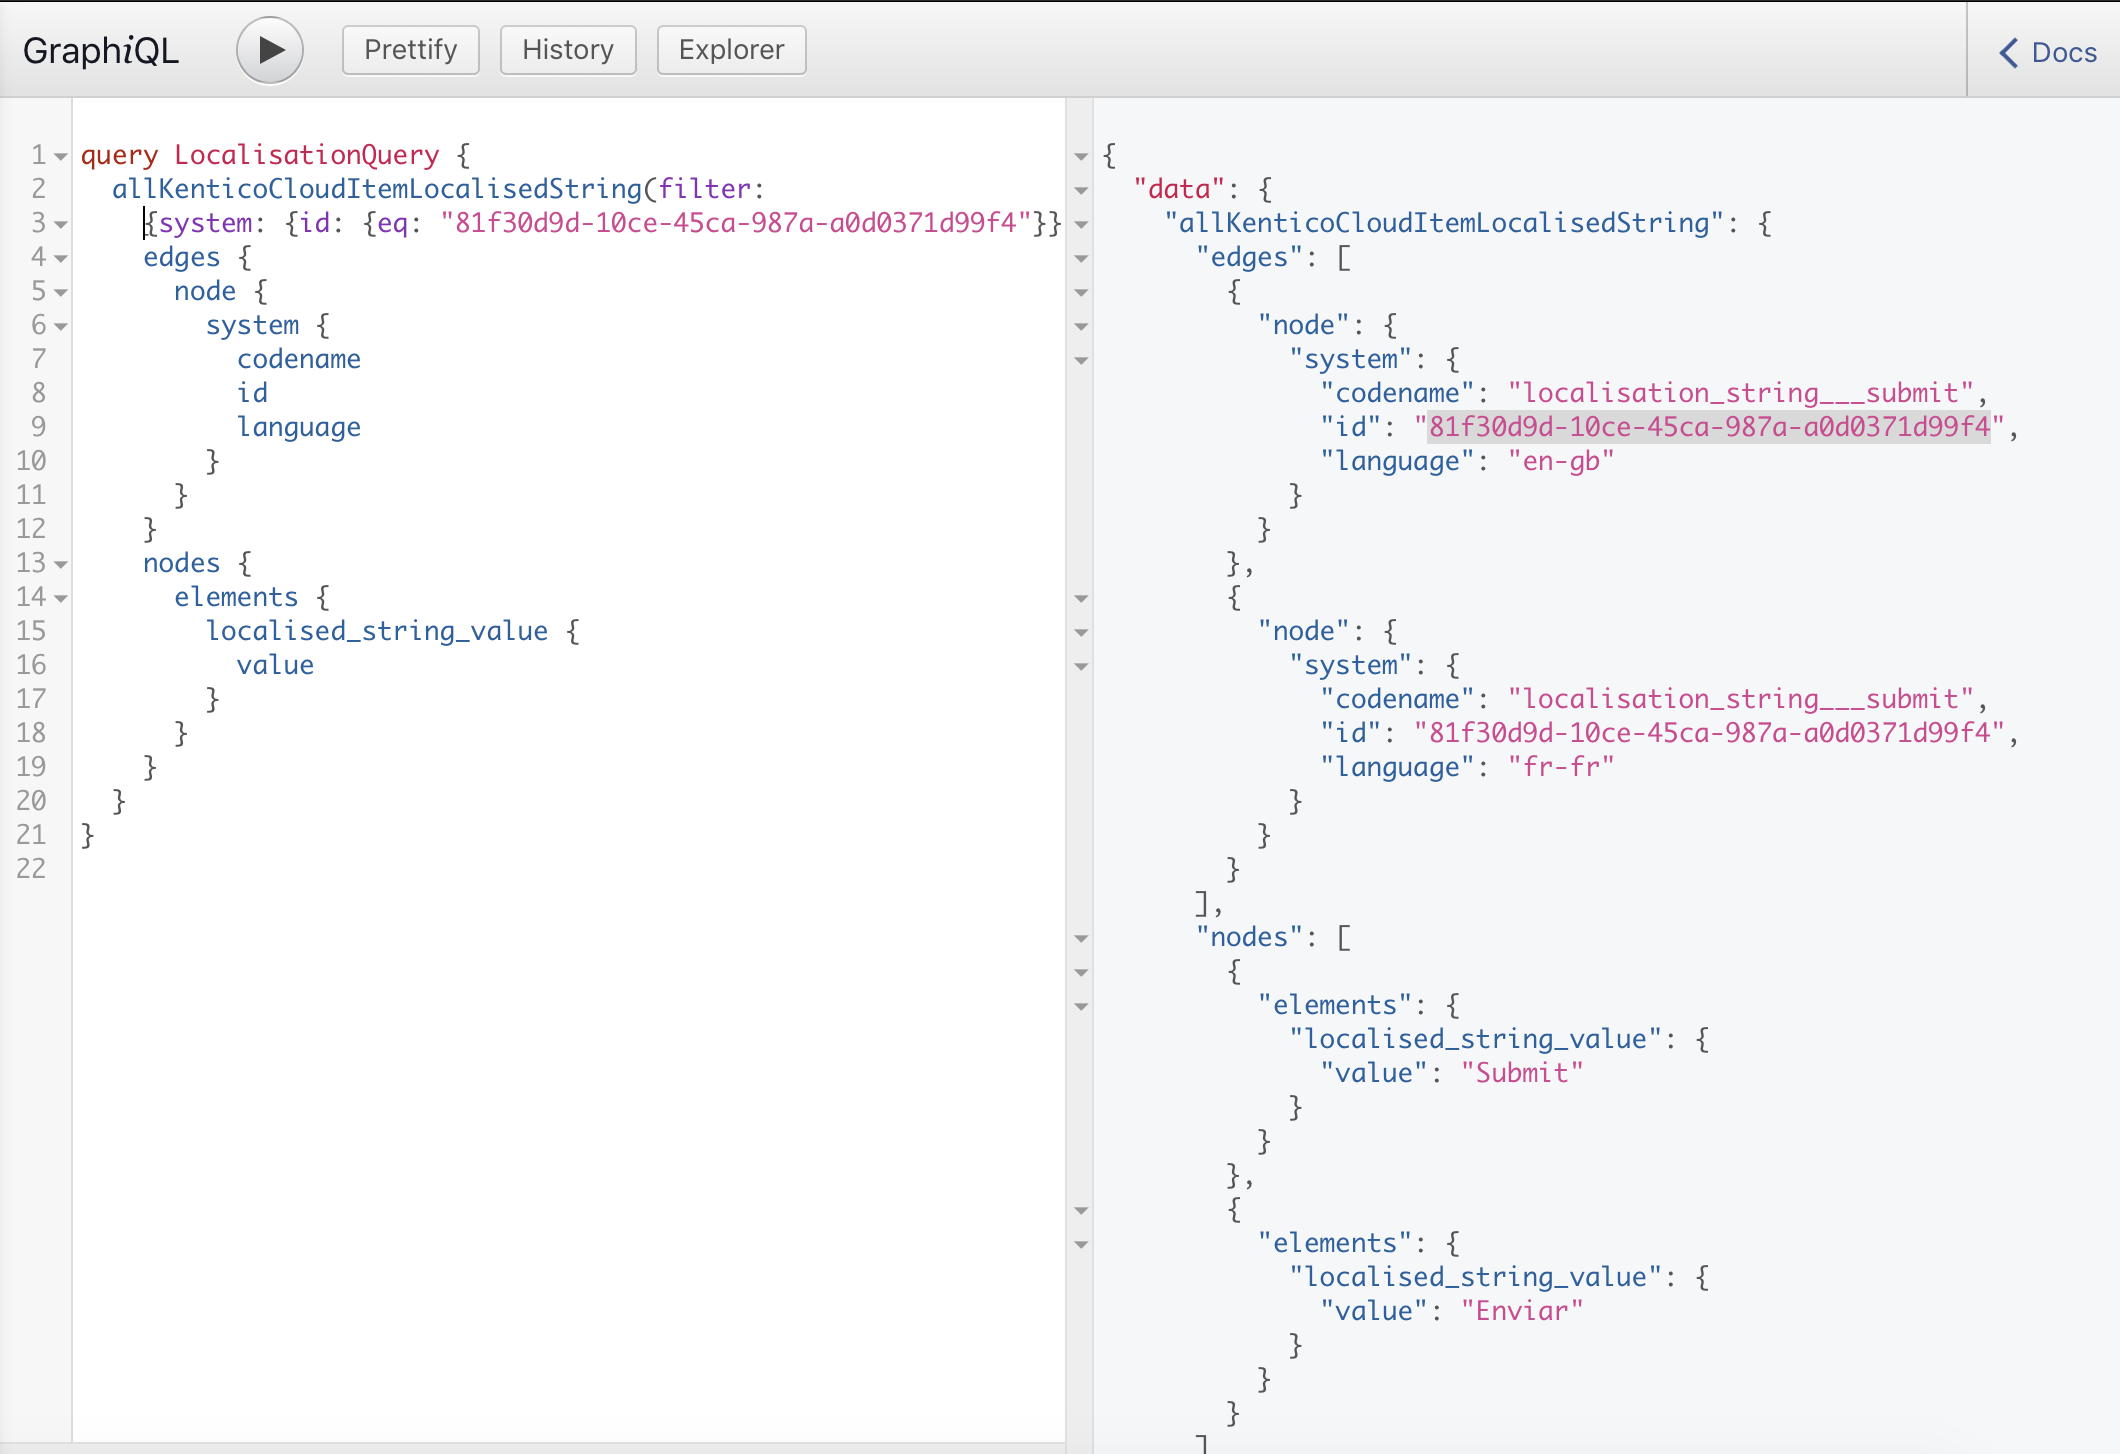 GraphiQL Prettify History Explorer Docs
1 query LocalisationQuery {
2 allKenticoCloudItemLocalisedString(filter:
3 {system: {id: {eq: "81f30d9d-10ce-45ca-987a-a0d0371d99f4"}}
4 edges {
5 node {
6 system {
7 codename
8 id
9 language
10 }
11 }
12 }
13 nodes {
14 elements {
15 localised_string_value {
16 value
17 }
18 }
19 }
20 }
21 }
22
{
"data": {
"allKenticoCloudItemLocalisedString": {
"edges": [
{
"node": {
"system": {
"codename": "localisation_string___submit",
"id": "81f30d9d-10ce-45ca-987a-a0d0371d99f4",
"language": "en-gb"
}
}
},
{
"node": {
"system": {
"codename": "localisation_string___submit",
"id": "81f30d9d-10ce-45ca-987a-a0d0371d99f4",
"language": "fr-fr"
}
}
}
],
"nodes": [
{
"elements": {
"localised_string_value": {
"value": "Submit"
}
}
},
{
"elements": {
"localised_string_value": {
"value": "Enviar"
}
}
}
]